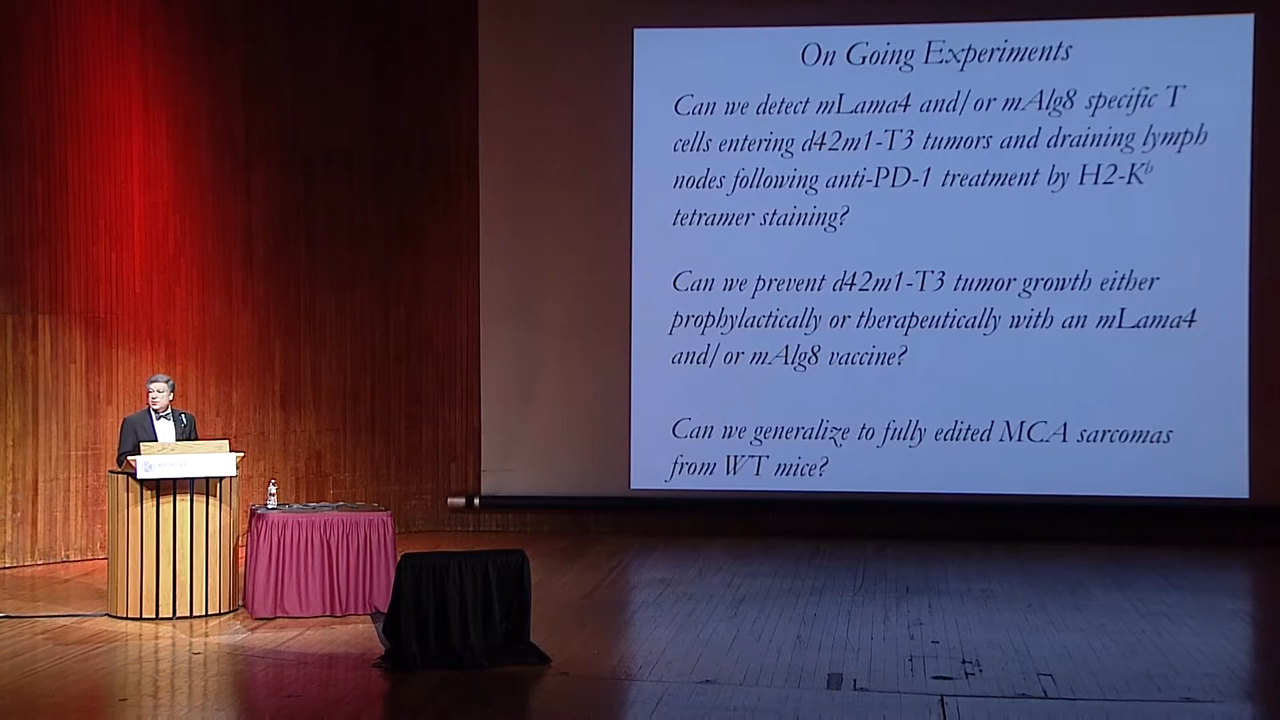 On Going Experiments
Can we detect mLama4 and/or mAlg8 specific T
cells entering d42m1-T3 tumors and draining lymph
nodes following anti-PD-1 treatment by H2-Kᵇ
tetramer staining?
Can we prevent d42m1-T3 tumor growth either
prophylactically or therapeutically with an mLama4
and/or mAlg8 vaccine?
Can we generalize to fully edited MCA sarcomas
from WT mice?